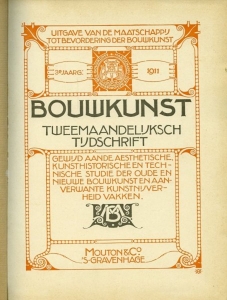 UITGAVE VAN DE MAATSCHAPPIJ
TOT BEVORDERING DER BOUWKUNST
3E JAARG.
1911
BOUWKUNST
TWEEMAANDELIJKSCH
TIJDSCHRIFT
GEWIJD AAN DE AESTHETISCHE,
KUNSTHISTORISCHE EN TECH-
NISCHE STUDIE DER OUDE EN
NIEUWE BOUWKUNST EN AAN-
VERWANTE KUNSTNIJVER-
HEID VAKKEN.
MOUTON & CO
'S-GRAVENHAGE